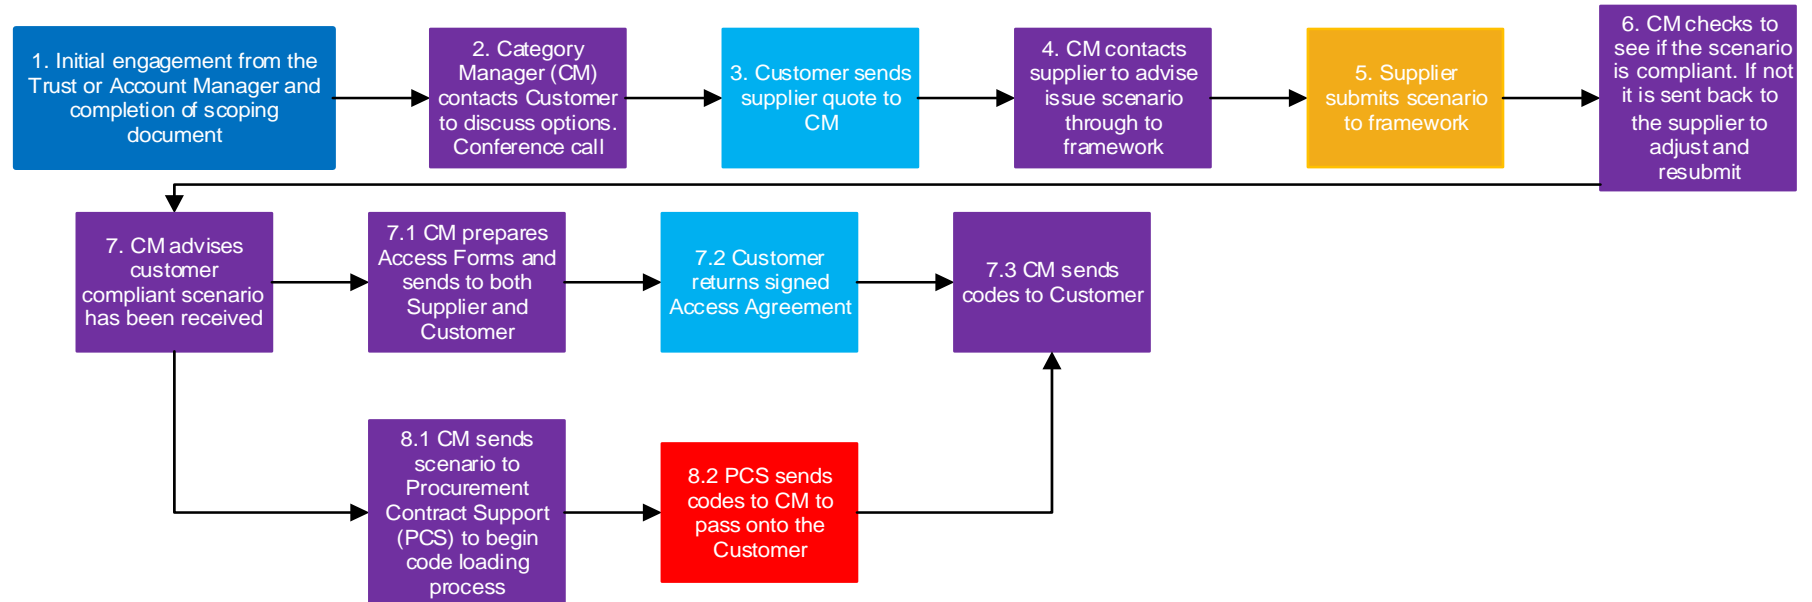 1. Initial engagement from the
Trust or Account Manager and
completion of scoping
document
2. Category
Manager (CM)
contacts Customer
to discuss options.
Conference call
3. Customer sends
supplier quote to
CM
4. CM contacts
supplier to advise
issue scenario
through to
framework
5. Supplier
submits scenario
to framework
6. CM checks to
see if the scenario
is compliant. If not
it is sent back to
the supplier to
adjust and
resubmit
7. CM advises
customer
compliant scenario
has been received
7.1 CM prepares
Access Forms and
sends to both
Supplier and
Customer
7.2 Customer
returns signed
Access Agreement
7.3 CM sends
codes to Customer
8.1 CM sends
scenario to
Procurement
Contract Support
(PCS) to begin
code loading
process
8.2 PCS sends
codes to CM to
pass onto the
Customer